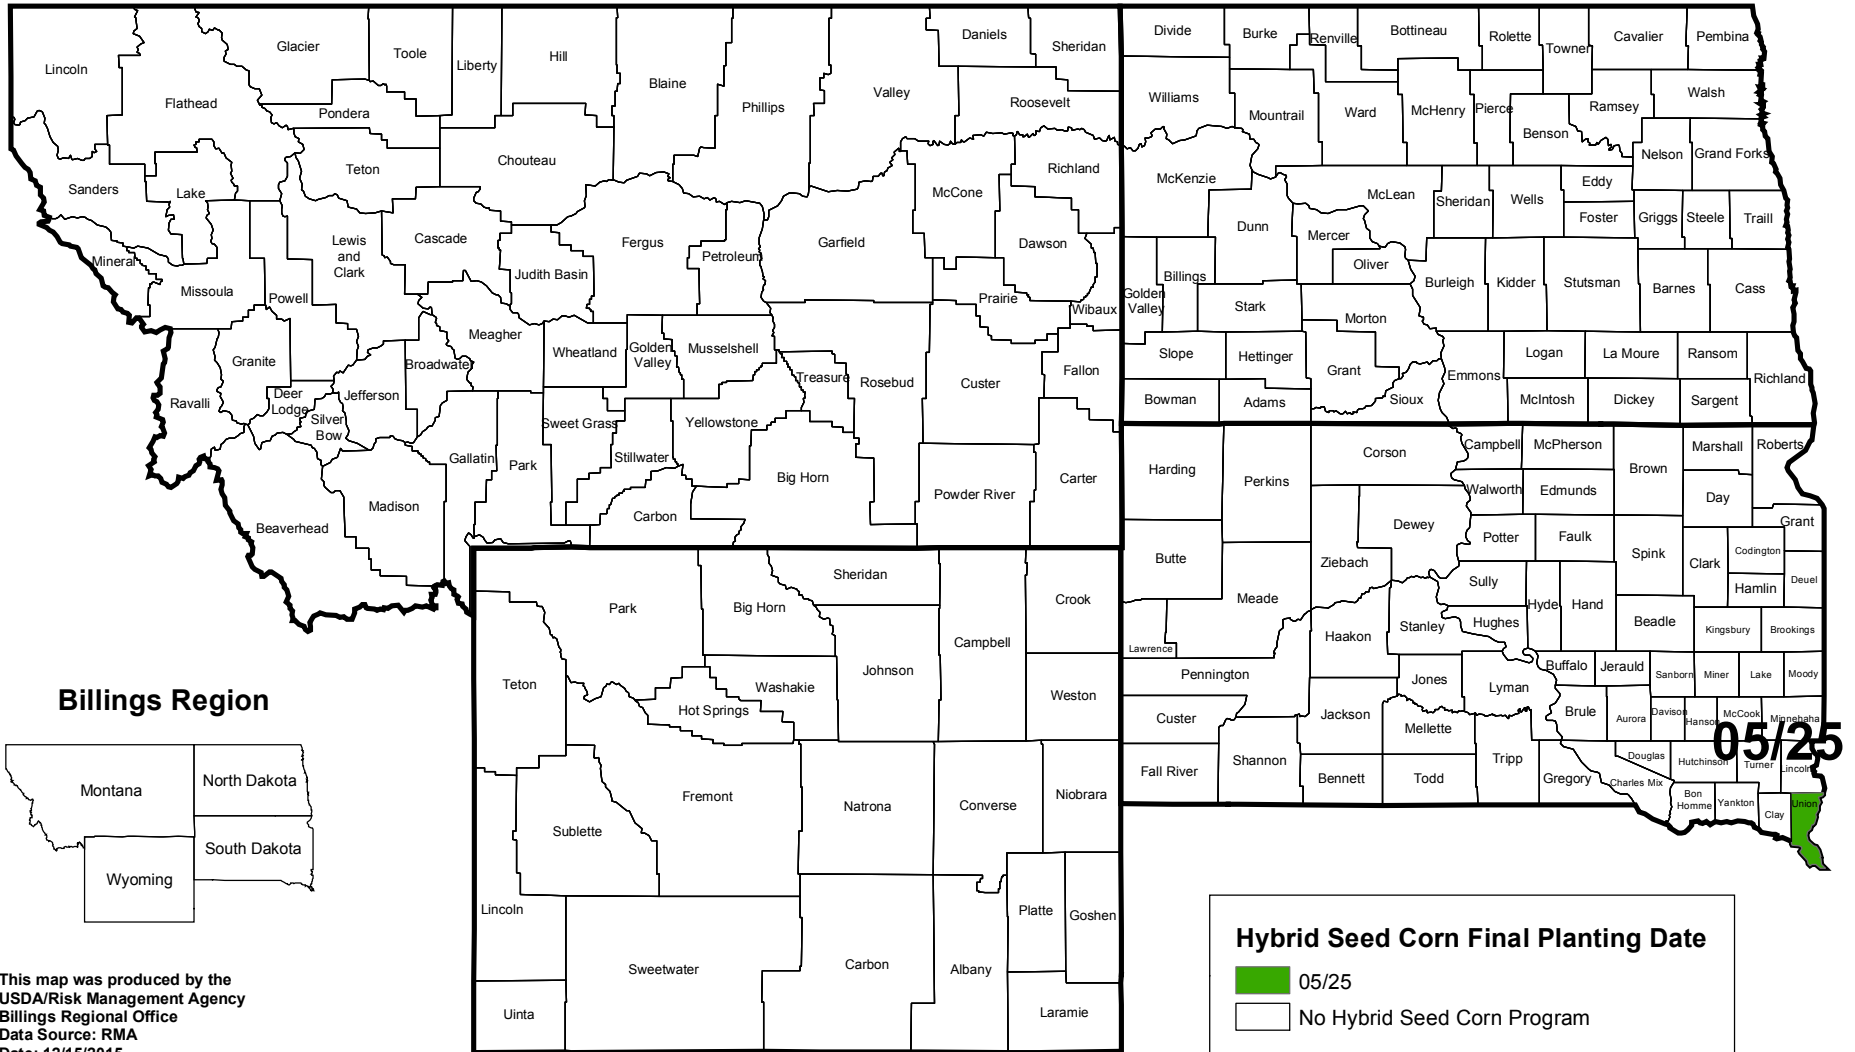 Lincoln
Flathead
Glacier
Toole
Liberty
Hill
Blaine
Phillips
Valley
Daniels
Sheridan
Roosevelt
Pondera
Teton
Chouteau
Sanders
Lake
Richland
McCone
Mineral
Missoula
Powell
Lewis
and
Clark
Cascade
Judith Basin
Fergus
Petroleum
Garfield
Dawson
Prairie
Wibaux
Granite
Meagher
Wheatland
Golden
Valley
Musselshell
Broadwater
Treasure
Rosebud
Custer
Fallon
Ravalli
Deer
Lodge
Silver
Bow
Jefferson
Sweet Grass
Yellowstone
Stillwater
Gallatin
Park
Big Horn
Powder River
Carter
Beaverhead
Madison
Carbon
Divide
Burke
Renville
Bottineau
Rolette
Towner
Cavalier
Pembina
Williams
Mountrail
Ward
McHenry
Pierce
Benson
Ramsey
Walsh
Nelson
Grand Forks
McKenzie
McLean
Sheridan
Wells
Eddy
Foster
Griggs
Steele
Traill
Dunn
Mercer
Oliver
Billings
Golden
Valley
Stark
Morton
Burleigh
Kidder
Stutsman
Barnes
Cass
Slope
Hettinger
Grant
Sioux
Emmons
Logan
La Moure
Ransom
Richland
Bowman
Adams
McIntosh
Dickey
Sargent
Harding
Perkins
Corson
Campbell
McPherson
Brown
Marshall
Roberts
Walworth
Edmunds
Day
Dewey
Potter
Faulk
Spink
Grant
Codington
Clark
Hamlin
Deuel
Butte
Ziebach
Meade
Sully
Hyde
Hand
Beadle
Kingsbury
Brookings
Haakon
Stanley
Hughes
Lawrence
Pennington
Jones
Lyman
Buffalo
Jerauld
Sanborn
Miner
Lake
Moody
Custer
Jackson
Mellette
Brule
Aurora
Davison
Hanson
McCook
Minnehaha
05/25
Fall River
Shannon
Bennett
Todd
Tripp
Gregory
Douglas
Charles Mix
Hutchinson
Turner
Lincoln
Bon
Homme
Yankton
Clay
Union
Park
Big Horn
Sheridan
Crook
Campbell
Johnson
Teton
Washakie
Hot Springs
Weston
Sublette
Fremont
Natrona
Converse
Niobrara
Lincoln
Platte
Goshen
Sweetwater
Carbon
Albany
Uinta
Laramie
Billings Region
Montana
North Dakota
South Dakota
Wyoming
This map was produced by the
USDA/Risk Management Agency
Billings Regional Office
Data Source: RMA
Date: 12/15/2015
Hybrid Seed Corn Final Planting Date
05/25
No Hybrid Seed Corn Program